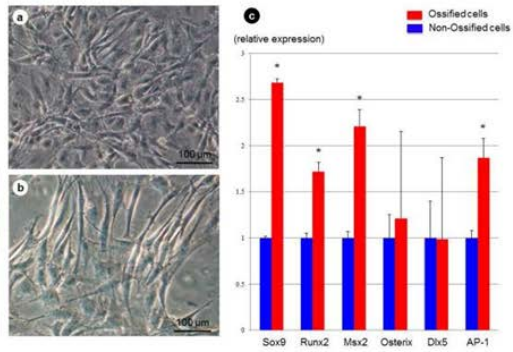 a
100 μm
b
100 μm
c
Ossified cells
Non-Ossified cells
(relative expression)
3
2.5
2
1.5
1
0.5
0
*
*
*
*
Sox9 Runx2 Msx2 Osterix Dlx5 AP-1